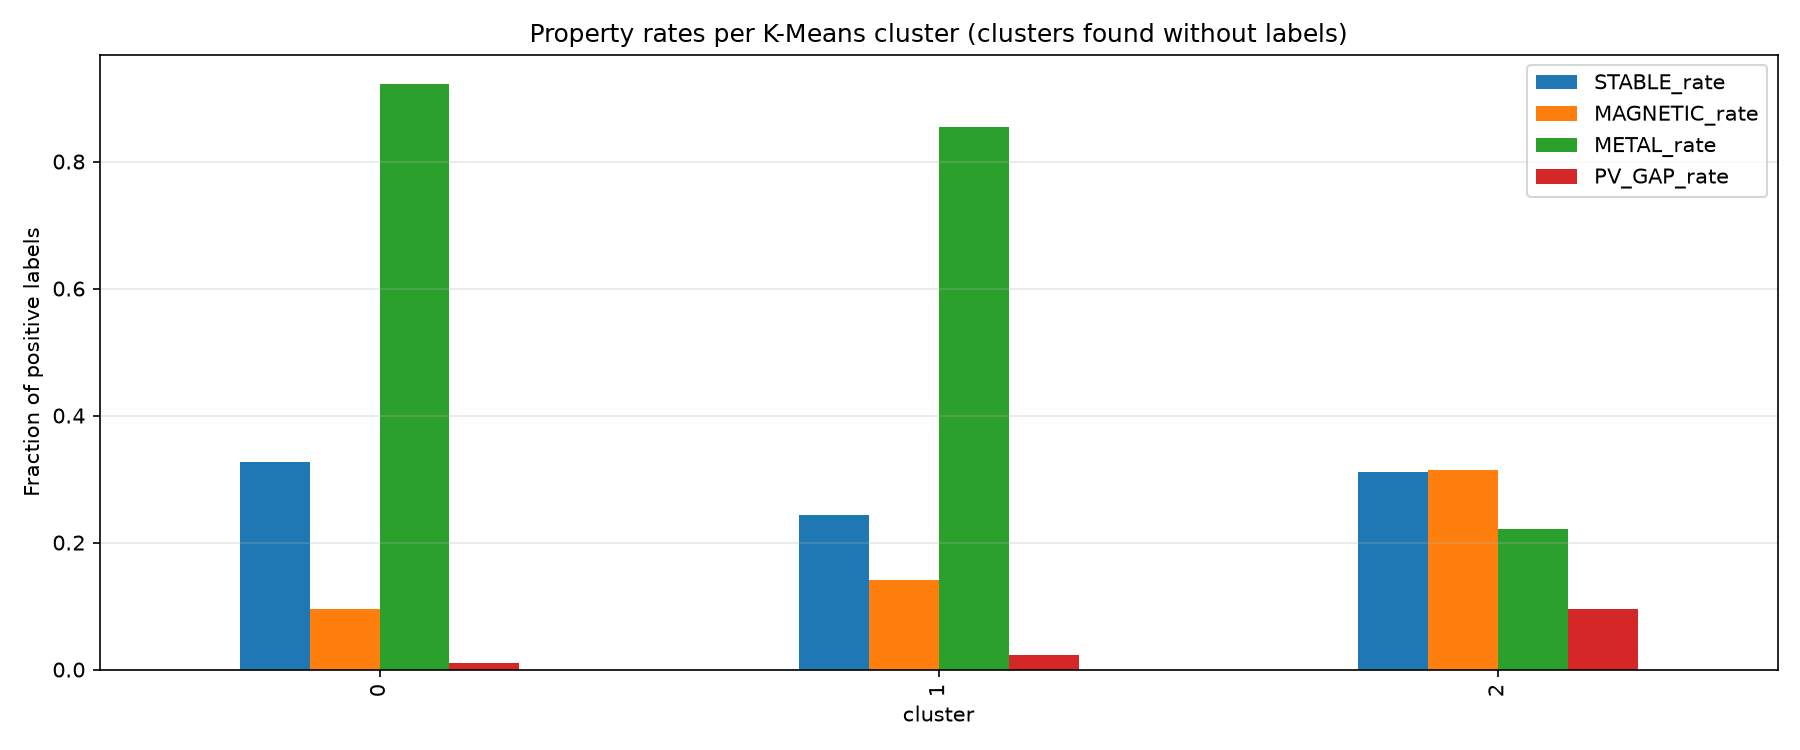 Property rates per K-Means cluster (clusters found without labels)
STABLE_rate
MAGNETIC_rate
METAL_rate
PV_GAP_rate
Fraction of positive labels
0.8
0.6
0.4
0.2
0.0
0
1
2
cluster